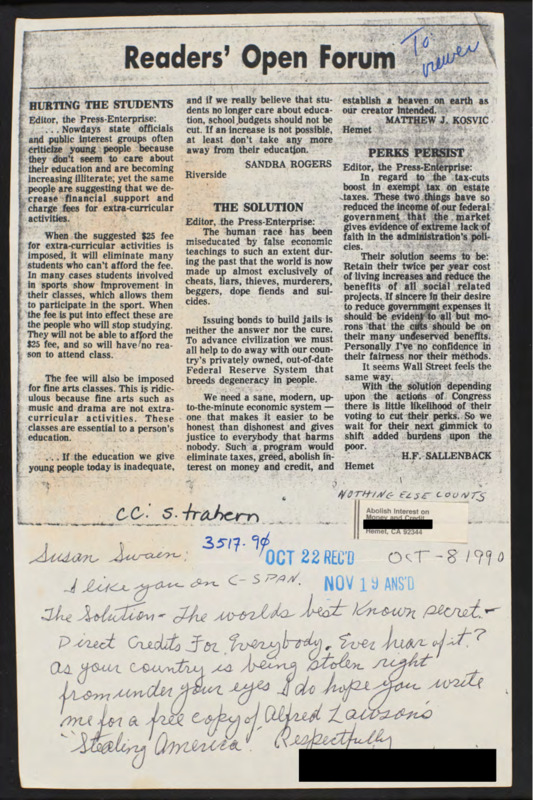 Readers' Open Forum
To
viewer
HURTING THE STUDENTS
Editor, the Press-Enterprise:
. . . . Nowdays state officials
and public interest groups often
criticize young people because
they don't seem to care about
their education and are becoming
increasing illiterate; yet the same
people are suggesting that we de-
crease financial support and
charge fees for extra-curricular
activities.
When the suggested $25 fee
for extra-curricular activities is
imposed, it will eliminate many
students who can't afford the fee.
In many cases students involved
in sports show improvement in
their classes, which allows them
to participate in the sport. When
the fee is put into effect these are
the people who will stop studying.
They will not be able to afford the
$25 fee, and so will have no rea-
son to attend class.
The fee will also be imposed
for fine arts classes. This is ridic-
ulous because fine arts such as
music and drama are not extra-
curricular activities. These
classes are essential to a person's
education.
. . . . If the education we give
young people today is inadequate,
and if we really believe that stu-
dents no longer care about educa-
tion, school budgets should not be
cut. If an increase is not possible,
at least don't take any more
away from their education.
SANDRA ROGERS
Riverside
THE SOLUTION
Editor, the Press-Enterprise:
The human race has been
miseducated by false economic
teachings to such an extent dur-
ing the past that the world is now
made up almost exclusively of
cheats, liars, thieves, murderers,
beggers, dope fiends and sui-
cides.
Issuing bonds to build jails is
neither the answer nor the cure.
To advance civilization we must
all help to do away with our coun-
try's privately owned, out-of-date
Federal Reserve System that
breeds degeneracy in people.
We need a sane, modern, up-
to-the-minute economic system —
one that makes it easier to be
honest than dishonest and gives
justice to everybody that harms
nobody. Such a program would
eliminate taxes, greed, abolish in-
terest on money and credit, and
establish a heaven on earth as
our creator intended.
MATTHEW J. KOSVIC
Hemet
PERKS PERSIST
Editor, the Press-Enterprise:
In regard to the tax-cuts
boost in exempt tax on estate
taxes. These two things have so
reduced the income of our federal
government that the market
gives evidence of extreme lack of
faith in the administration's poli-
cies.
Their solution seems to be:
Retain their twice per year cost
of living increases and reduce the
benefits of all social related
projects. If sincere in their desire
to reduce government expenses it
should be evident to all but mo-
rons that the cuts should be on
their many undeserved benefits.
Personally I've no confidence in
their fairness nor their methods.
It seems Wall Street feels the
same way.
With the solution depending
upon the actions of Congress
there is little likelihood of their
voting to cut their perks. So we
wait for their next gimmick to
shift added burdens upon the
poor.
H.F. SALLENBACK
Hemet
NOTHING ELSE COUNTS
Abolish Interest on
Money and Credit
Hemet, CA 92344
CC: S. trahern
3517.90
OCT 22 REC'D
OCT-8 1990
NOV 19 ANS'D
Susan Swain:
I like you on C-SPAN.
The Solution - The worlds best known secret. -
Direct Credits For Everybody. Ever hear of it?
As your country is being stolen right
from under your eyes I do hope you write
me for a free copy of Alfred Lawson's
"Stealing America. Respectfully